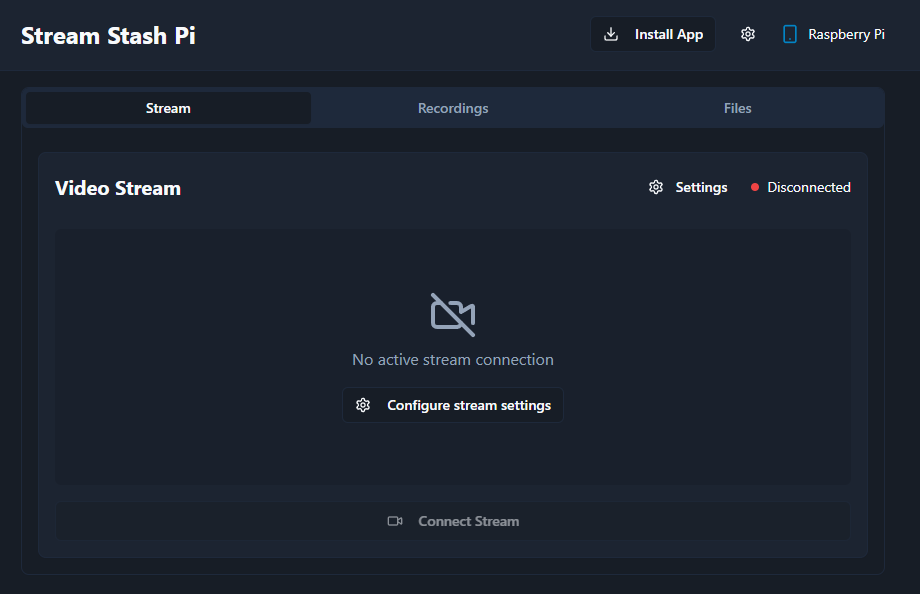 Stream Stash Pi
Install App
Raspberry Pi
Stream
Recordings
Files
Video Stream
Settings
Disconnected
No active stream connection
Configure stream settings
Connect Stream